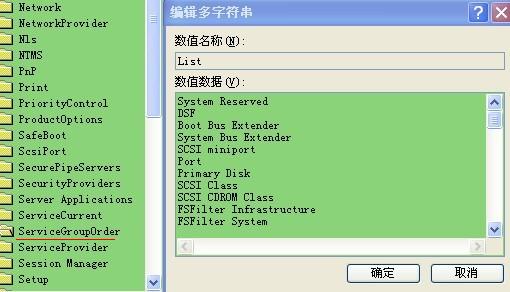 Network
NetworkProvider
Nls
NTMS
PnP
Print
PriorityControl
ProductOptions
SafeBoot
ScsiPort
SecurePipeServers
SecurityProviders
Server Applications
ServiceCurrent
ServiceGroupOrder
ServiceProvider
Session Manager
Setup
编辑多字符串
数值名称(N):
List
数值数据(V):
System Reserved
DSF
Boot Bus Extender
System Bus Extender
SCSI miniport
Port
Primary Disk
SCSI Class
SCSI CDROM Class
FSFilter Infrastructure
FSFilter System
确定
取消